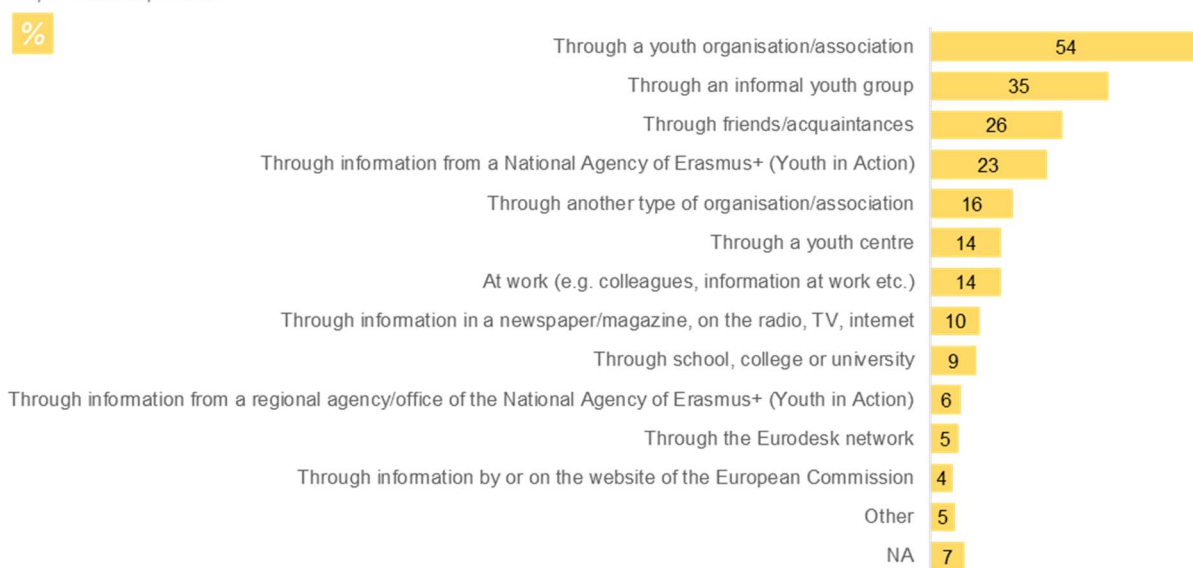 %
Through a youth organisation/association 54
Through an informal youth group 35
Through friends/acquaintances 26
Through information from a National Agency of Erasmus+ (Youth in Action) 23
Through another type of organisation/association 16
Through a youth centre 14
At work (e.g. colleagues, information at work etc.) 14
Through information in a newspaper/magazine, on the radio, TV, internet 10
Through school, college or university 9
Through information from a regional agency/office of the National Agency of Erasmus+ (Youth in Action) 6
Through the Eurodesk network 5
Through information by or on the website of the European Commission 4
Other 5
NA 7